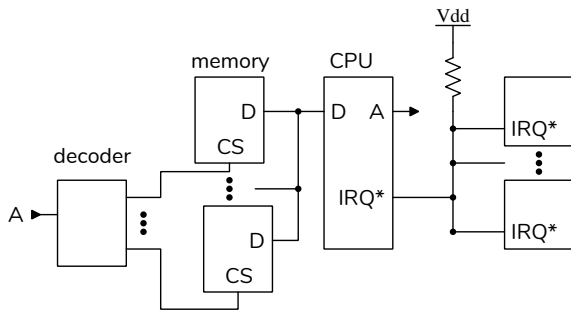 Vdd
memory
CPU
D
D
A
IRQ*
CS
decoder
A
IRQ*
D
IRQ*
CS